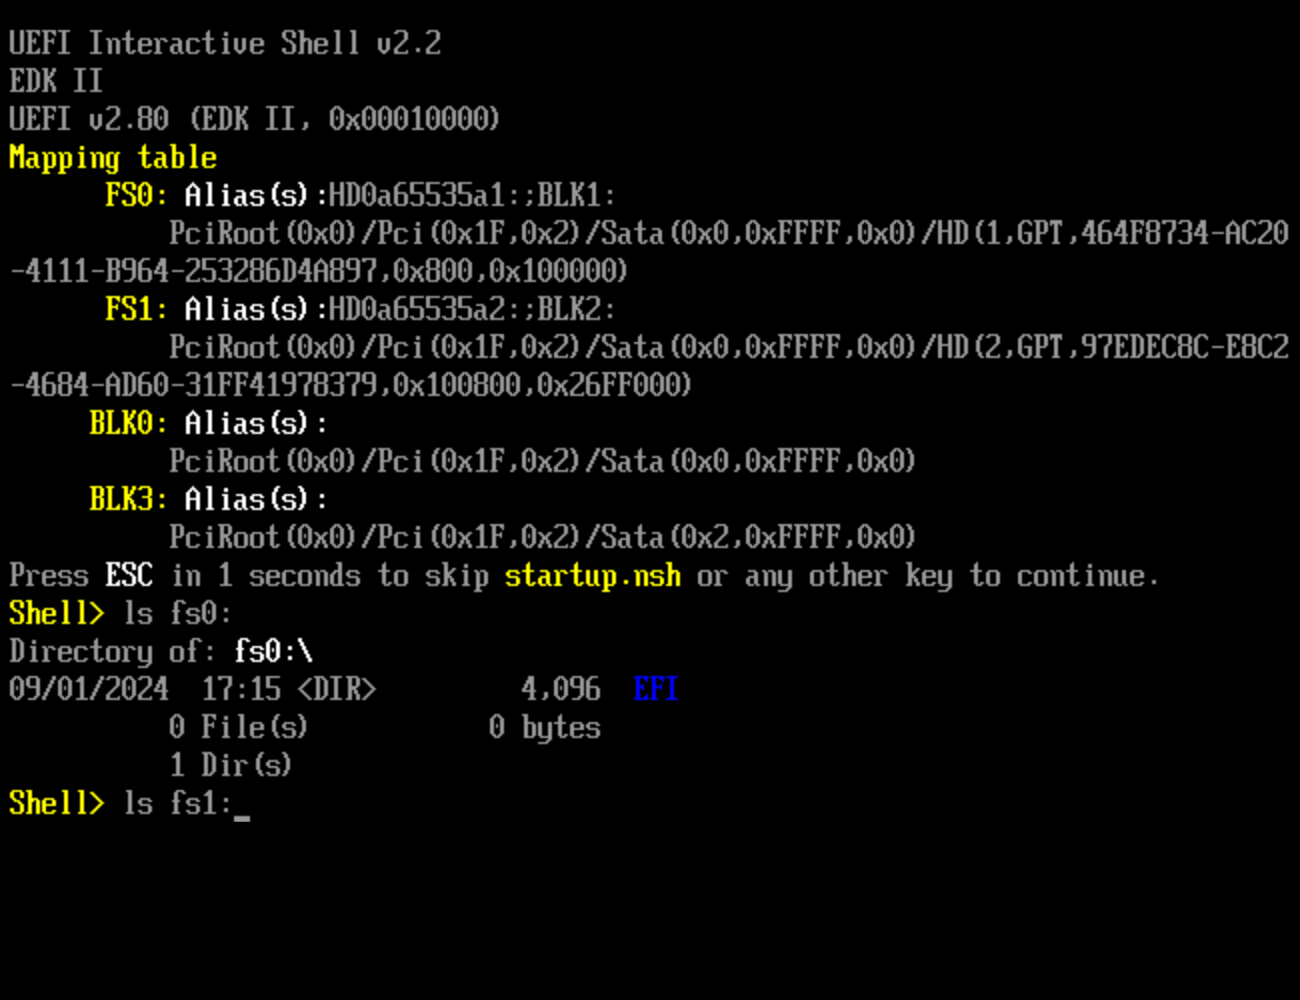 UEFI Interactive Shell v2.2
EDK II
UEFI v2.80 (EDK II, 0x00010000)
Mapping table
FS0: Alias(s):HD0a65535a1:;BLK1:
PciRoot(0x0)/Pci(0x1F,0x2)/Sata(0x0,0xFFFF,0x0)/HD(1,GPT,464F8734-AC20
-4111-B964-253286D4A897,0x800,0x100000)
FS1: Alias(s):HD0a65535a2:;BLK2:
PciRoot(0x0)/Pci(0x1F,0x2)/Sata(0x0,0xFFFF,0x0)/HD(2,GPT,97EDEC8C-E8C2
-4684-AD60-31FF41978379,0x100800,0x26FF000)
BLK0: Alias(s):
PciRoot(0x0)/Pci(0x1F,0x2)/Sata(0x0,0xFFFF,0x0)
BLK3: Alias(s):
PciRoot(0x0)/Pci(0x1F,0x2)/Sata(0x2,0xFFFF,0x0)
Press ESC in 1 seconds to skip startup.nsh or any other key to continue.
Shell> ls fs0:
Directory of: fs0:\
09/01/2024  17:15 <DIR>         4,096  EFI
0 File(s)           0 bytes
1 Dir(s)
Shell> ls fs1:_